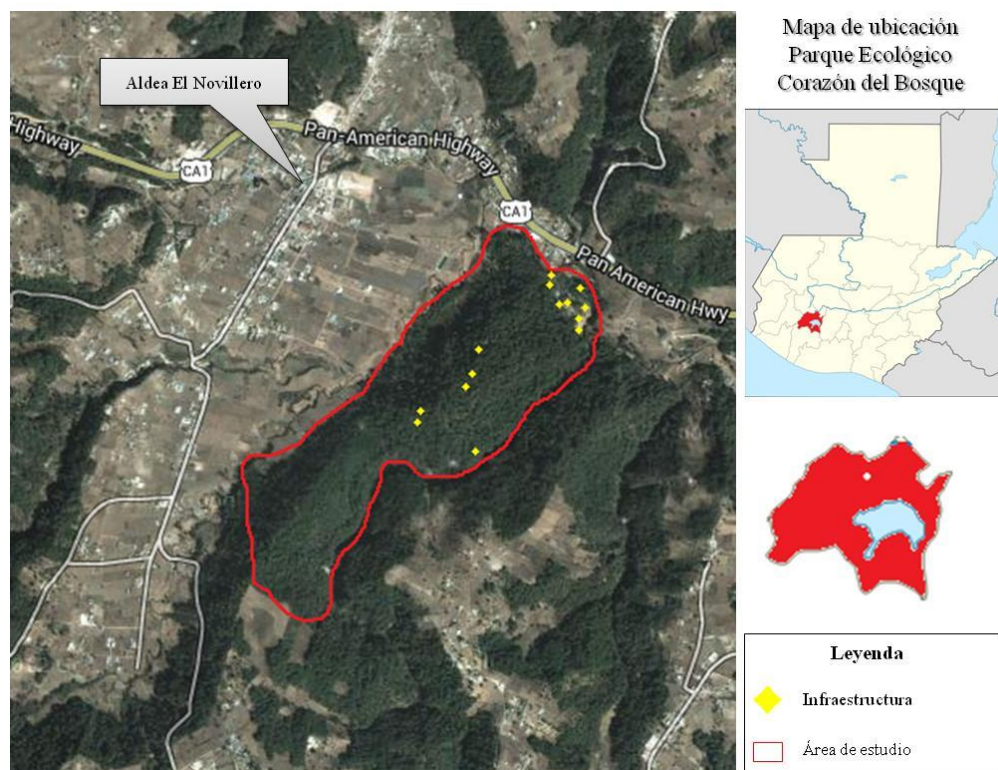 Mapa de ubicación
Parque Ecológico
Corazón del Bosque
Aldea El Novillero
Highway
CA1
Pan-American Highway
CA1
Pan American Hwy
Leyenda
Infraestructura
Área de estudio